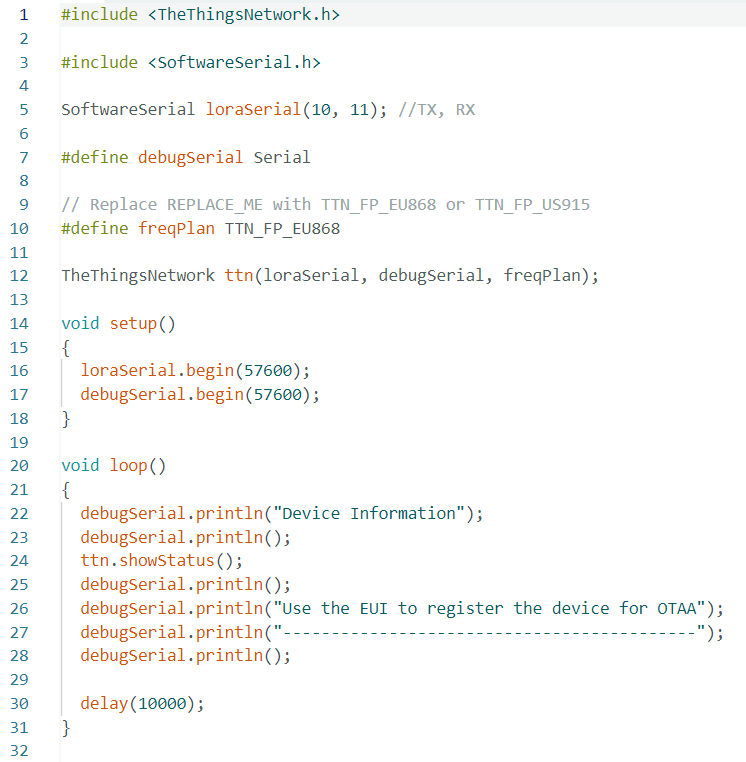 1 #include <TheThingsNetwork.h>
2
3 #include <SoftwareSerial.h>
4
5 SoftwareSerial loraSerial(10, 11); //TX, RX
6
7 #define debugSerial Serial
8
9 // Replace REPLACE_ME with TTN_FP_EU868 or TTN_FP_US915
10 #define freqPlan TTN_FP_EU868
11
12 TheThingsNetwork ttn(loraSerial, debugSerial, freqPlan);
13
14 void setup()
15 {
16   loraSerial.begin(57600);
17   debugSerial.begin(57600);
18 }
19
20 void loop()
21 {
22   debugSerial.println("Device Information");
23   debugSerial.println();
24   ttn.showStatus();
25   debugSerial.println();
26   debugSerial.println("Use the EUI to register the device for OTAA");
27   debugSerial.println("-------------------------------------------");
28   debugSerial.println();
29
30   delay(10000);
31 }
32